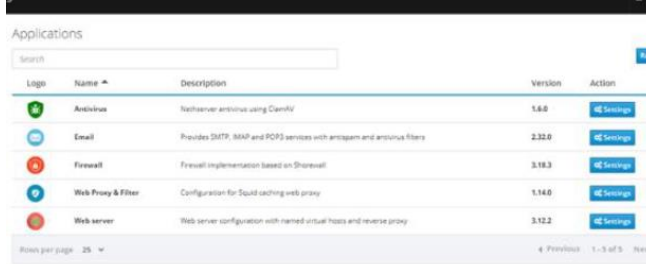 Applications
Search
Logo Name Description Version Action
Antivirus Nethserver antivirus using ClamAV 1.6.0 Settings
Email Provides SMTP, IMAP and POP3 services with antispam and antivirus filters 2.32.0 Settings
Firewall Firewall implementation based on Shorewall 3.18.3 Settings
Web Proxy & Filter Configuration for Squid caching web proxy 1.14.0 Settings
Web server Web server configuration with named virtual hosts and reverse proxy 3.12.2 Settings
Rows per page 25 Previous 1-5 of 5